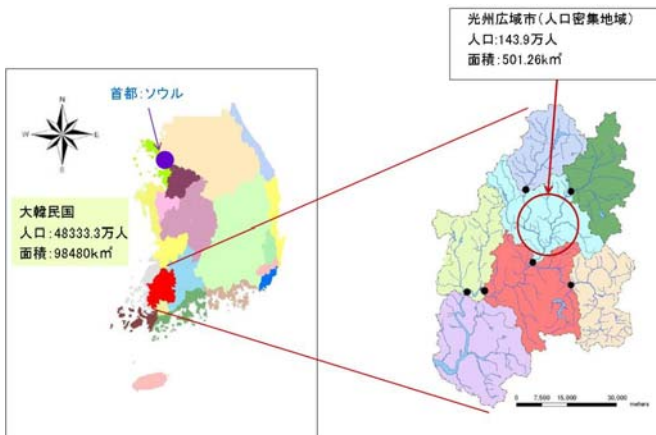 光州広域市(人口密集地域)
人口:143.9万人
面積:501.26k㎡
首都:ソウル
N
W
E
S
大韓民国
人口:48333.3万人
面積:98480k㎡
0 7,500 15,000 30,000
meters